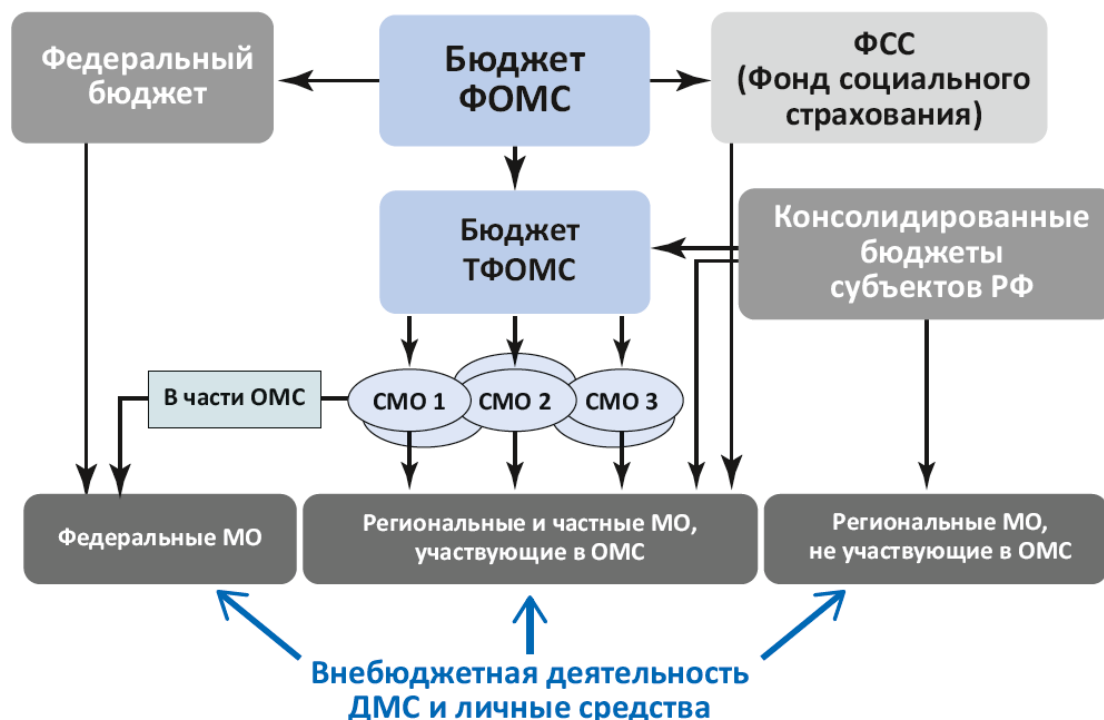 Федеральный
бюджет
Бюджет
ФОМС
ФСС
(Фонд социального
страхования)
Бюджет
ТФОМС
Консолидированные
бюджеты
субъектов РФ
В части ОМС
СМО 1
СМО 2
СМО 3
Федеральные МО
Региональные и частные МО,
участвующие в ОМС
Региональные МО,
не участвующие в ОМС
Внебюджетная деятельность
ДМС и личные средства